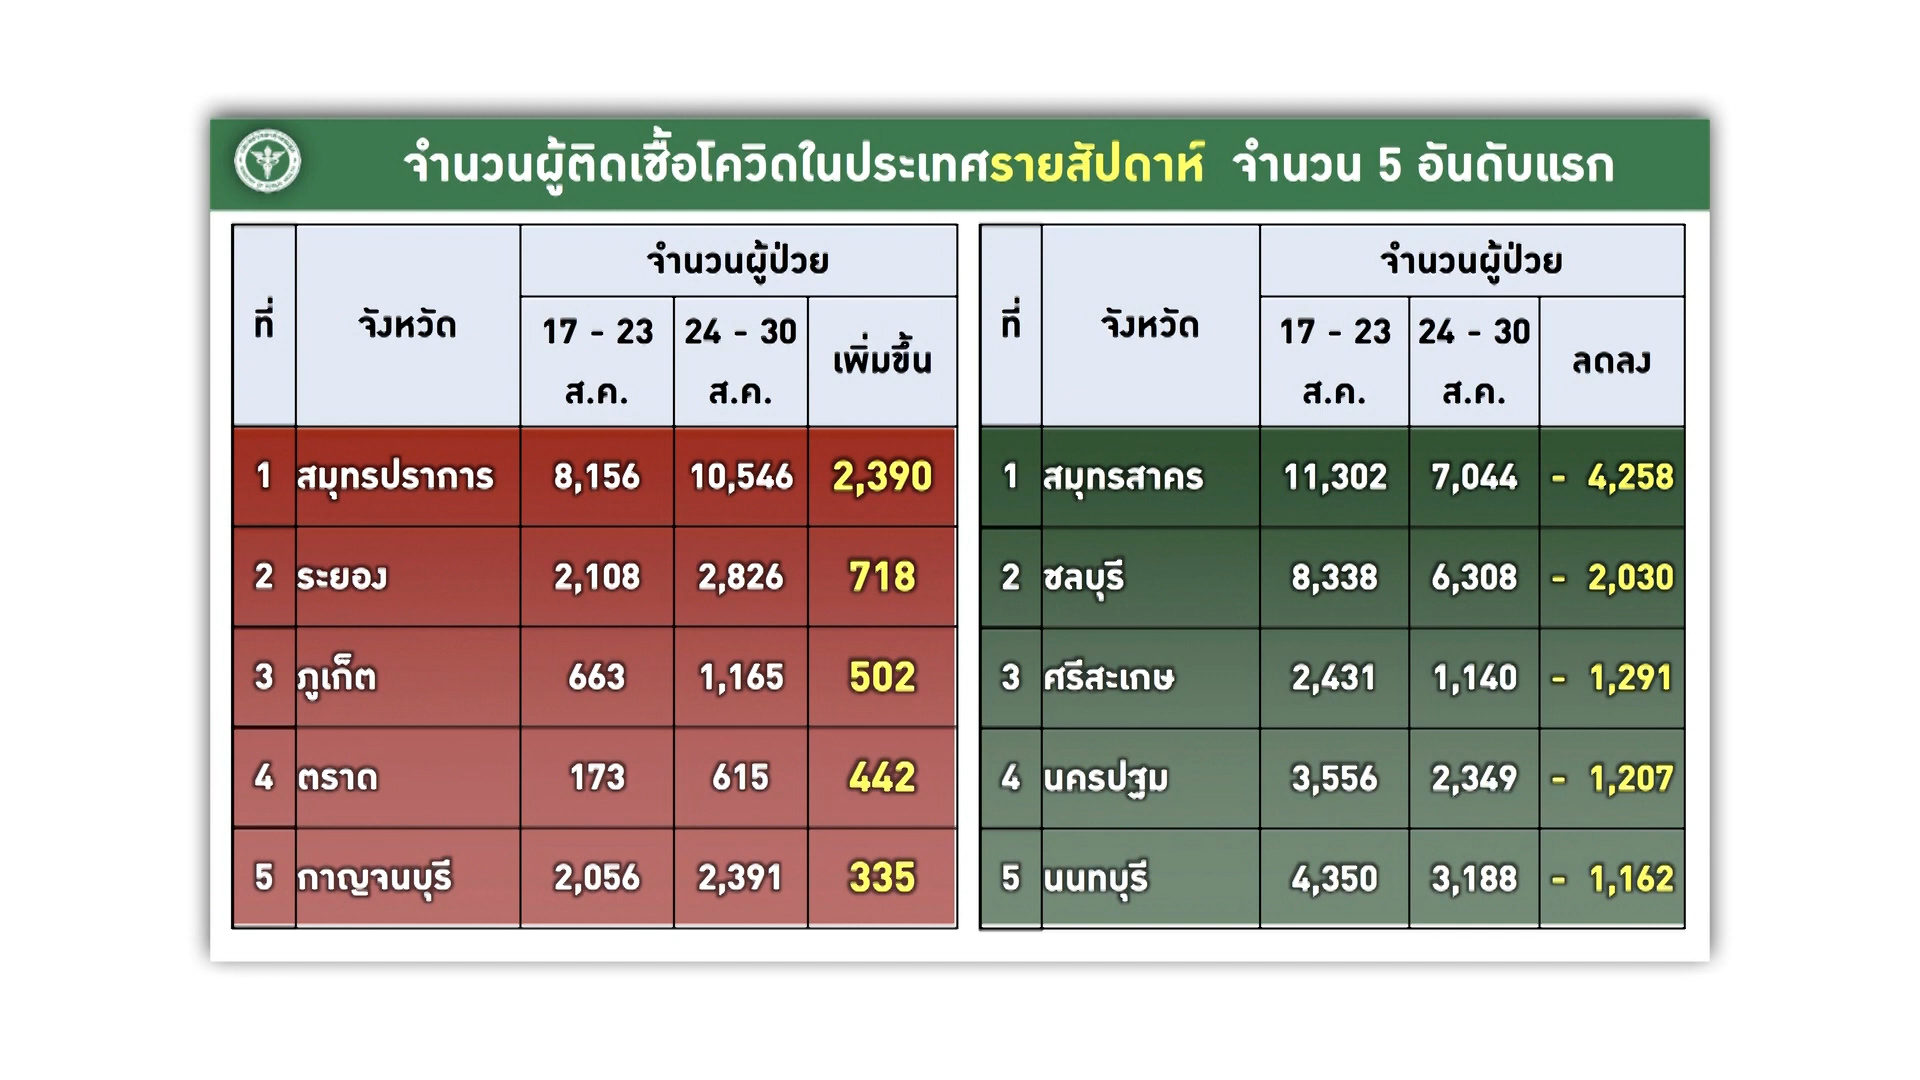 จำนวนผู้ติดเชื้อโควิดในประเทศรายสัปดาห์ จำนวน 5 อันดับแรก
ที่ จังหวัด จำนวนผู้ป่วย
17 - 23 ส.ค. 24 - 30 ส.ค. เพิ่มขึ้น
1 สมุทรปราการ 8,156 10,546 2,390
2 ระยอง 2,108 2,826 718
3 ภูเก็ต 663 1,165 502
4 ตราด 173 615 442
5 กาญจนบุรี 2,056 2,391 335
ที่ จังหวัด จำนวนผู้ป่วย
17 - 23 ส.ค. 24 - 30 ส.ค. ลดลง
1 สมุทรสาคร 11,302 7,044 - 4,258
2 ชลบุรี 8,338 6,308 - 2,030
3 ศรีสะเกษ 2,431 1,140 - 1,291
4 นครปฐม 3,556 2,349 - 1,207
5 นนทบุรี 4,350 3,188 - 1,162